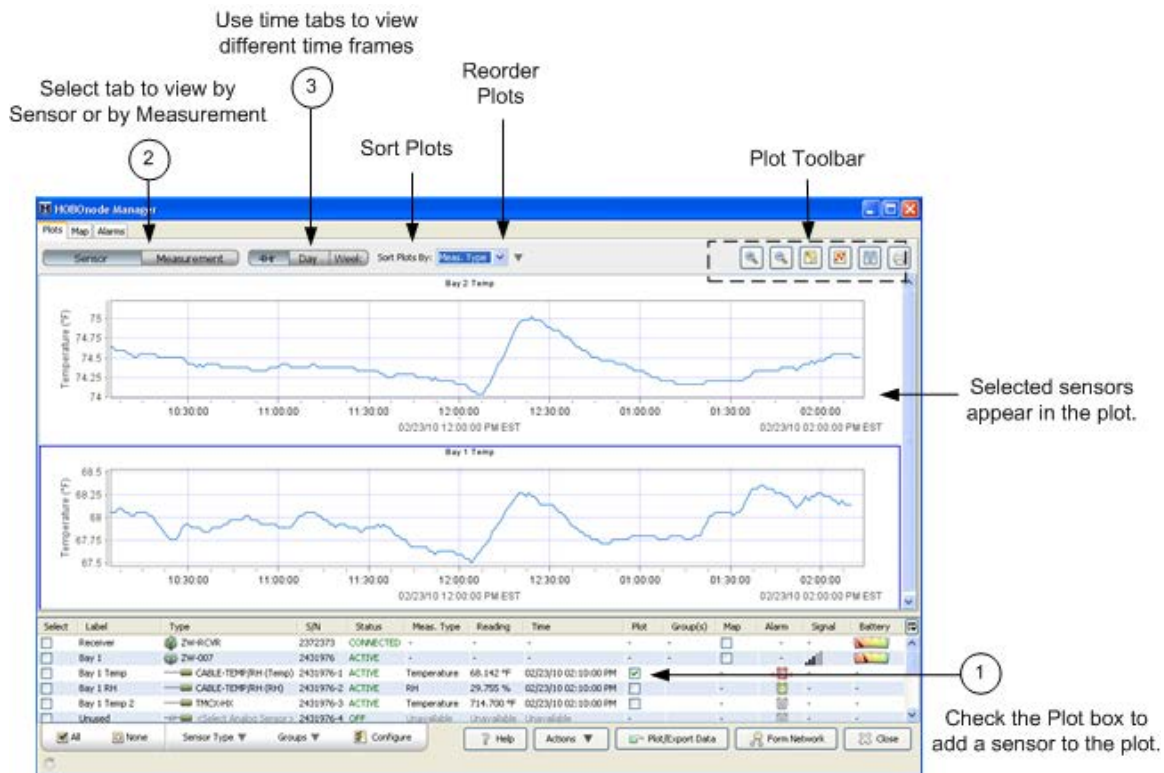 Use time tabs to view
different time frames
3
Reorder
Plots
Select tab to view by
Sensor or by Measurement
2
Sort Plots
Plot Toolbar
HOBOnode Manager
Plots Map Alarms
Sensor Measurement 4Hr Day Week Sort Plots By: Meas. Type
Bay 2 Temp
Temperature (°F)
75
74.75
74.5
74.25
74
10:30:00 11:00:00 11:30:00 12:00:00 12:30:00 01:00:00 01:30:00 02:00:00
02/23/10 12:00:00 PM EST 02/23/10 02:00:00 PM EST
Selected sensors
appear in the plot.
Bay 1 Temp
Temperature (°F)
68.5
68.25
68
67.75
67.5
10:30:00 11:00:00 11:30:00 12:00:00 12:30:00 01:00:00 01:30:00 02:00:00
02/23/10 12:00:00 PM EST 02/23/10 02:00:00 PM EST
Select Label Type S/N Status Meas. Type Reading Time Plot Group(s) Map Alarm Signal Battery
Receiver ZW-RCVR 2372373 CONNECTED - - - - - - -
Bay 1 ZW-007 2431976 ACTIVE - - - - - -
Bay 1 Temp CABLE-TEMP/RH (Temp) 2431976-1 ACTIVE Temperature 68.142 °F 02/23/10 02:10:00 PM - - - -
Bay 1 RH CABLE-TEMP/RH (RH) 2431976-2 ACTIVE RH 29.755 % 02/23/10 02:10:00 PM - - - -
Bay 1 Temp 2 TMCX-HX 2431976-3 ACTIVE Temperature 714.700 °F 02/23/10 02:10:00 PM - - - -
Unused <Select Analog Sensor> 2431976-4 OFF Unavailable Unavailable Unavailable - - - - -
All None Sensor Type Groups Configure ? Help Actions Plot/Export Data Form Network Close
1
Check the Plot box to
add a sensor to the plot.